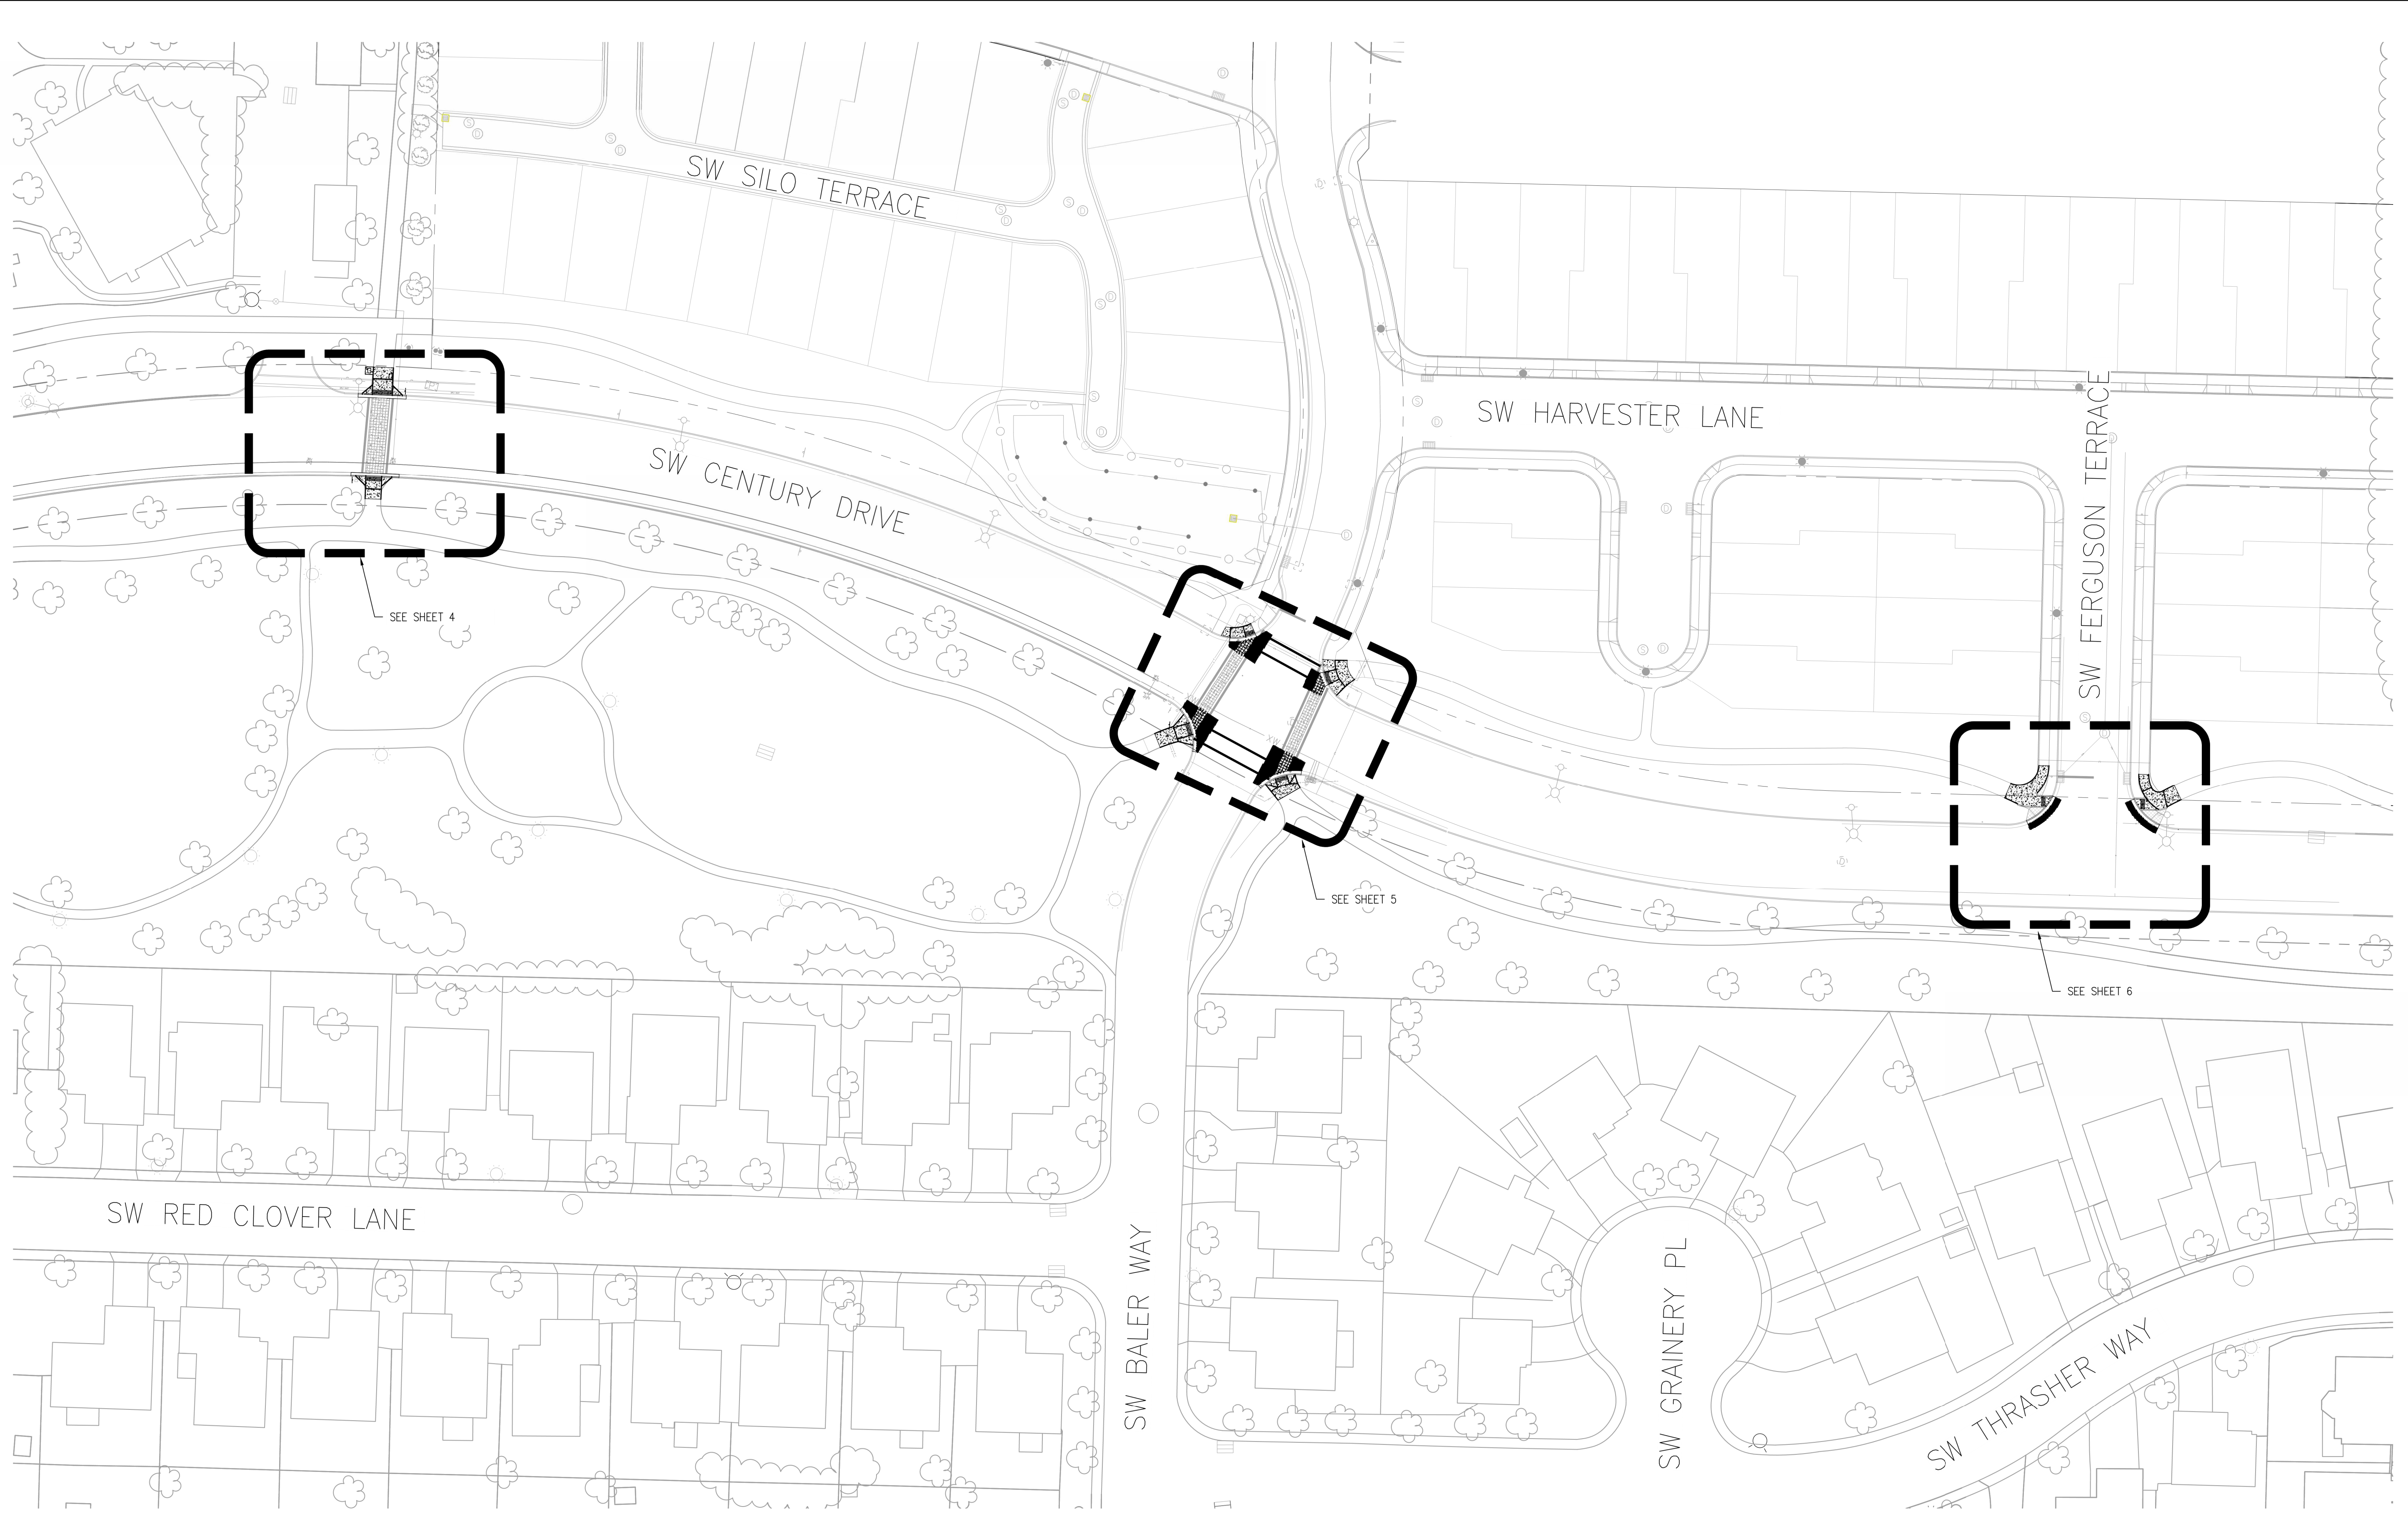 SW SILO TERRACE
SW HARVESTER LANE
SW FERGUSON TERRACE
SW CENTURY DRIVE
SEE SHEET 4
SEE SHEET 5
SEE SHEET 6
SW RED CLOVER LANE
SW BALER WAY
SW GRAINERY PL
SW THRASHER WAY